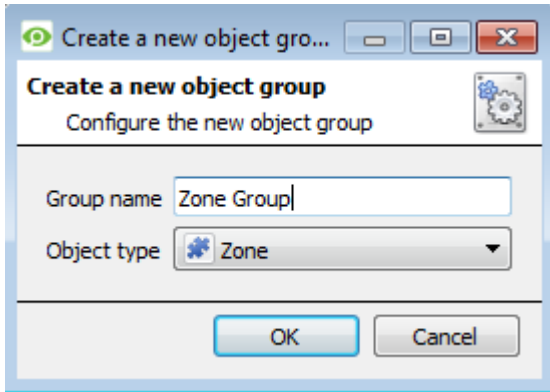 Create a new object gro...
Create a new object group
Configure the new object group
Group name Zone Group
Object type Zone
OK Cancel